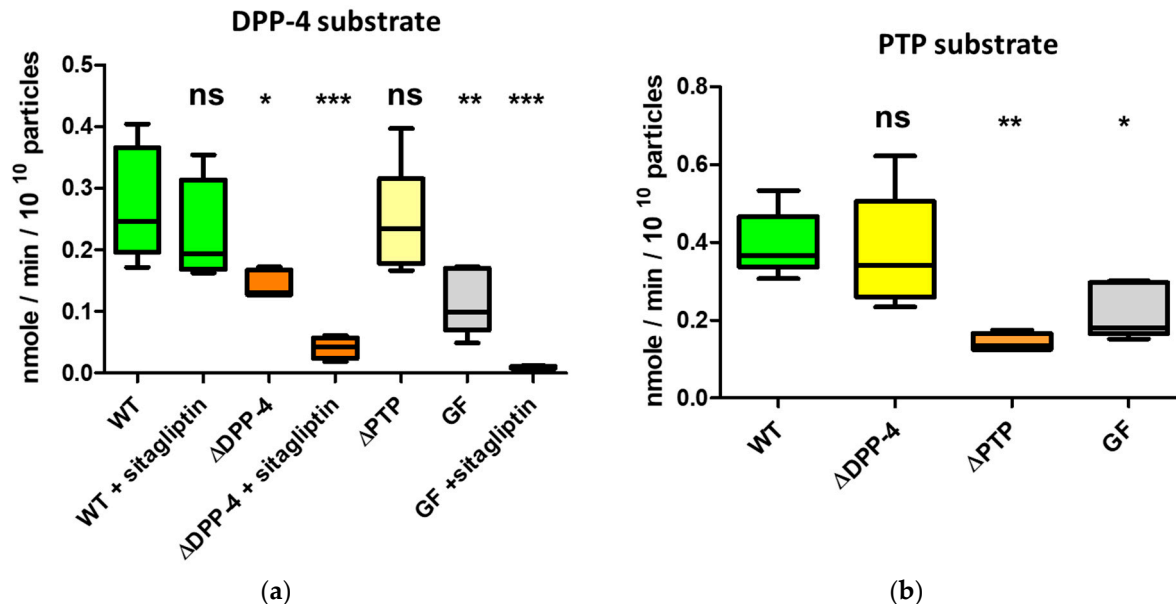 DPP-4 substrate
nmole / min / 10 ¹⁰ particles
0.5
0.4
0.3
0.2
0.1
0.0
ns
*
***
ns
**
***
WT
WT + sitagliptin
ΔDPP-4
ΔDPP-4 + sitagliptin
ΔPTP
GF
GF +sitagliptin
(a)
PTP substrate
nmole / min / 10 ¹⁰ particles
0.8
0.6
0.4
0.2
0.0
ns
**
*
WT
ΔDPP-4
ΔPTP
GF
(b)